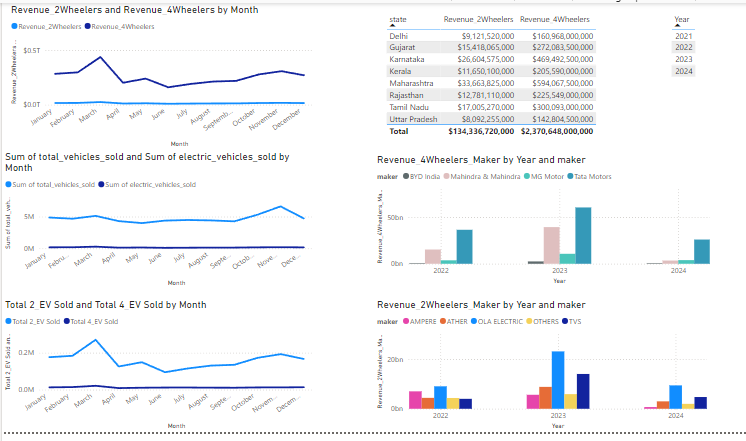 Revenue_2Wheelers and Revenue_4Wheelers by Month
Revenue_2Wheelers Revenue_4Wheelers
Revenue_2Wheelers...
$0.5T
$0.0T
January February March April May June July August Septemb... October November December
Month
state Revenue_2Wheelers Revenue_4Wheelers
Delhi $9,121,520,000 $160,968,000,000
Gujarat $15,418,065,000 $272,083,500,000
Karnataka $26,604,575,000 $469,492,500,000
Kerala $11,650,100,000 $205,590,000,000
Maharashtra $33,663,825,000 $594,067,500,000
Rajasthan $12,781,110,000 $225,549,000,000
Tamil Nadu $17,005,270,000 $300,093,000,000
Uttar Pradesh $8,092,255,000 $142,804,500,000
Total $134,336,720,000 $2,370,648,000,000
Year
2021
2022
2023
2024
Sum of total_vehicles_sold and Sum of electric_vehicles_sold by
Month
Sum of total_vehicles_sold Sum of electric_vehicles_sold
Sum of total_veh...
5M
0M
January Febru... March April May June July August Septe... Octob... Nove... Dece...
Month
Revenue_4Wheelers_Maker by Year and maker
maker BYD India Mahindra & Mahindra MG Motor Tata Motors
Revenue_4Wheelers_Ma...
50bn
0bn
2022 2023 2024
Year
Total 2_EV Sold and Total 4_EV Sold by Month
Total 2_EV Sold Total 4_EV Sold
Total 2_EV Sold an...
0.2M
0.0M
January February March April May June July August Septe... October Novem... Decem...
Month
Revenue_2Wheelers_Maker by Year and maker
maker AMPERE ATHER OLA ELECTRIC OTHERS TVS
Revenue_2Wheelers_Ma...
20bn
0bn
2022 2023 2024
Year